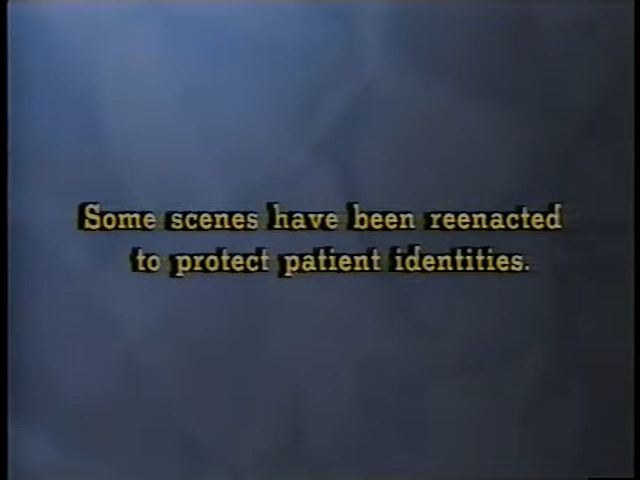 Some scenes have been reenacted
to protect patient identities.